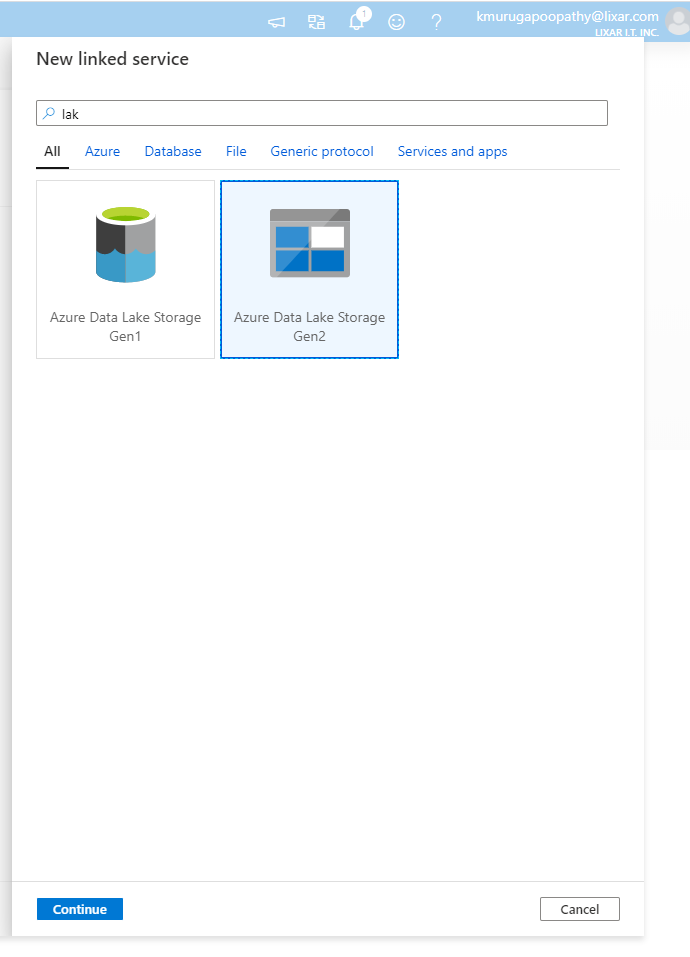 1
?
kmurugapoopathy@lixar.com
LIXAR I.T. INC.
New linked service
lak
All Azure Database File Generic protocol Services and apps
Azure Data Lake Storage
Gen1
Azure Data Lake Storage
Gen2
Continue Cancel